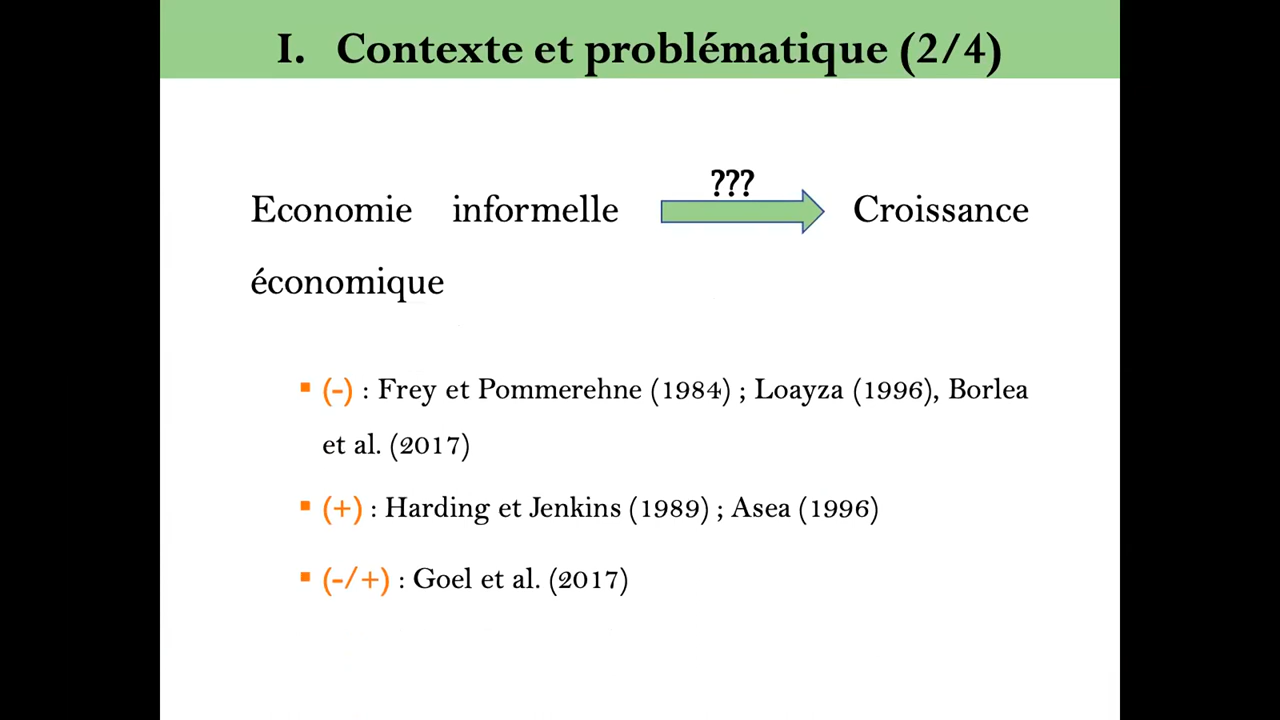 I. Contexte et problématique (2/4)
???
Economie informelle Croissance
économique
▪ (-) : Frey et Pommerehne (1984) ; Loayza (1996), Borlea
et al. (2017)
▪ (+) : Harding et Jenkins (1989) ; Asea (1996)
▪ (-/+) : Goel et al. (2017)